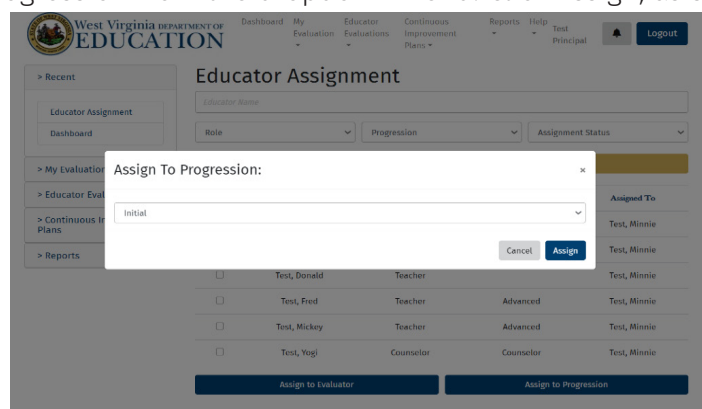 West Virginia DEPARTMENT OF
EDUCATION
Dashboard
My Evaluation
Educator Evaluations
Continuous Improvement Plans
Reports
Help
Test Principal
Logout
> Recent
Educator Assignment
Dashboard
> My Evaluation
> Educator Eval
> Continuous I
Plans
> Reports
Educator Assignment
Educator Name
Role
Progression
Assignment Status
Assign To Progression:
×
Initial
Cancel
Assign
Assigned To
Test, Minnie
Test, Minnie
Test, Donald Teacher Test, Minnie
Test, Fred Teacher Advanced Test, Minnie
Test, Mickey Teacher Advanced Test, Minnie
Test, Yogi Counselor Counselor Test, Minnie
Assign to Evaluator
Assign to Progression